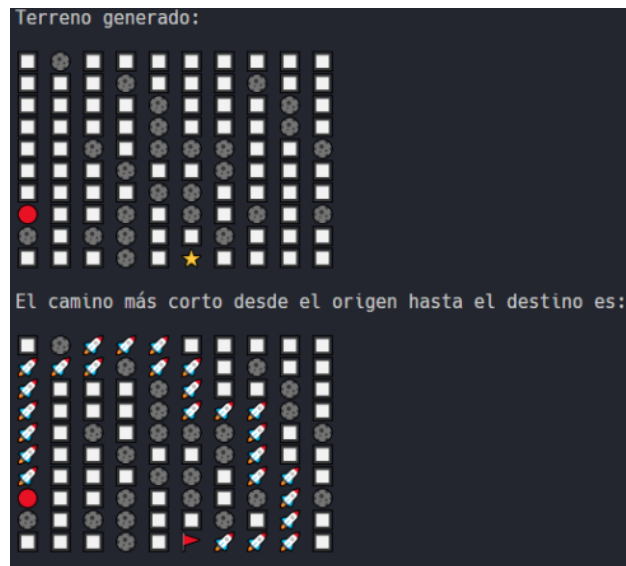 Terreno generado:
El camino más corto desde el origen hasta el destino es: